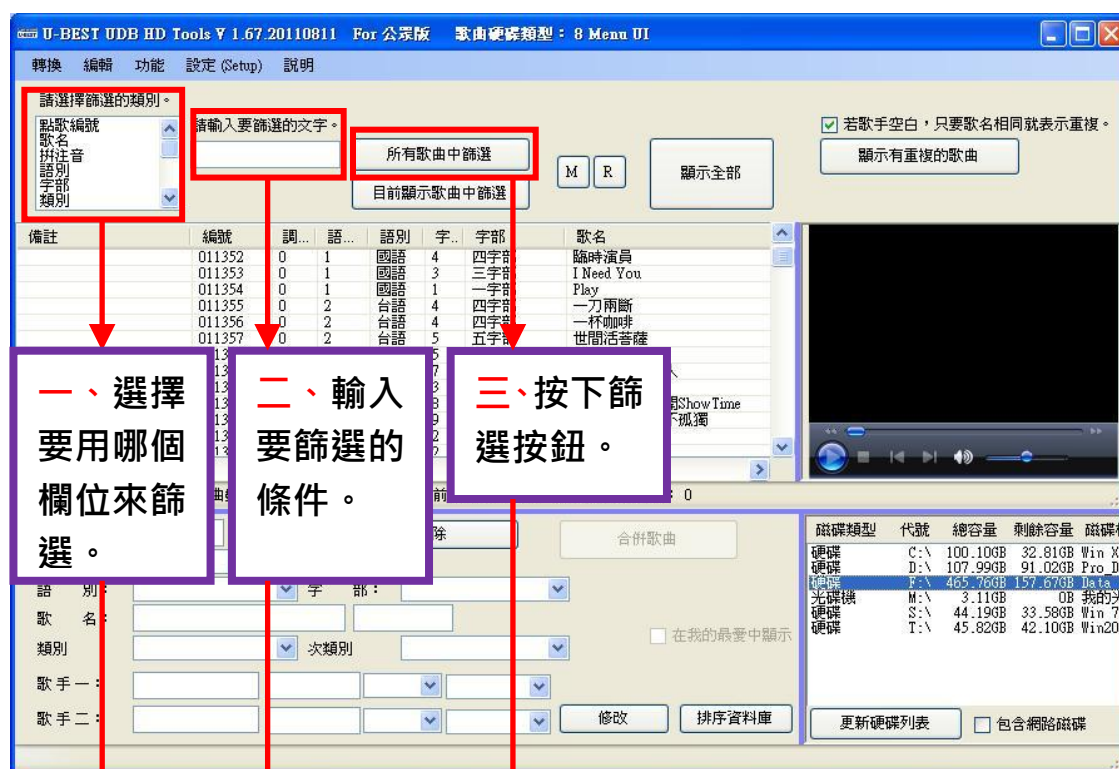 U-BEST UDB HD Tools V 1.67.20110811 For 公眾版 歌曲硬碟類型： 8 Menu UI
轉換 編輯 功能 設定 (Setup) 說明
請選擇篩選的類別。
點歌編號
歌名
拼注音
語別
字部
類別
請輸入要篩選的文字。
所有歌曲中篩選
目前顯示歌曲中篩選
M R
顯示全部
若歌手空白，只要歌名相同就表示重複。
顯示有重複的歌曲
備註 編號 調... 語... 語別 字.. 字部 歌名
011352 0 1 國語 4 四字部 臨時演員
011353 0 1 國語 3 三字部 I Need You
011354 0 1 國語 1 一字部 Play
011355 0 2 台語 4 四字部 一刀兩斷
011356 0 2 台語 4 四字部 一杯咖啡
011357 0 2 台語 5 五字部 世間活菩薩
ShowTime
不孤獨
一、選擇
要用哪個
欄位來篩
選。
二、輸入
要篩選的
條件。
三、按下篩
選按鈕。
： 0
除
合併歌曲
語 別： 字 部：
歌 名：
在我的最愛中顯示
類別 次類別
歌手一：
歌手二：
修改 排序資料庫
磁碟類型 代號 總容量 剩餘容量 磁碟
硬碟 C:\ 100.10GB 32.81GB Win X
硬碟 D:\ 107.99GB 91.02GB Pro_D
硬碟 F:\ 465.76GB 157.67GB Data
光碟機 M:\ 3.11GB 0B 我的
硬碟 S:\ 44.19GB 33.58GB Win 7
硬碟 T:\ 45.82GB 42.10GB Win20
更新硬碟列表 包含網路磁碟